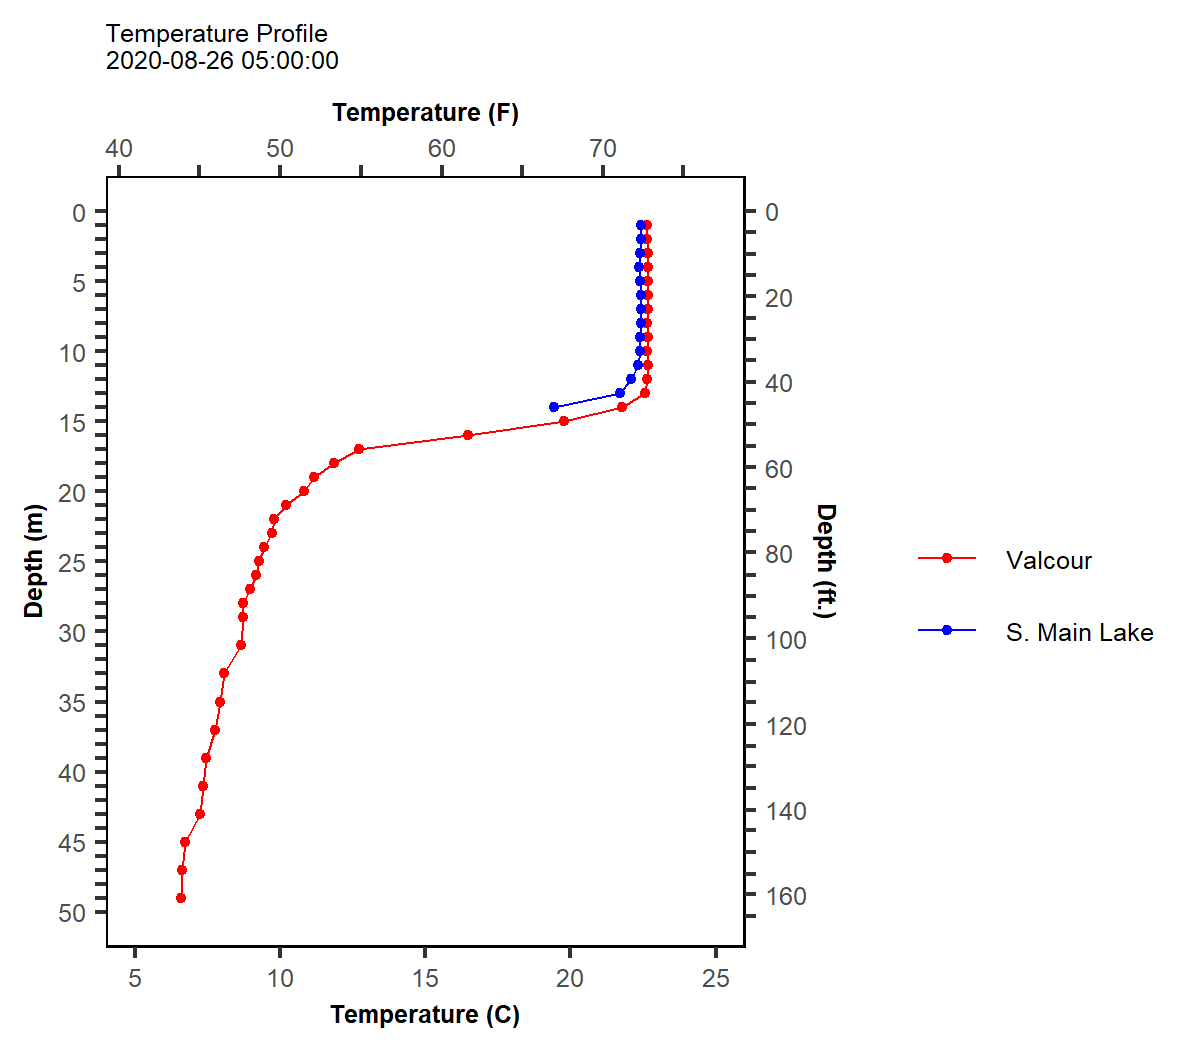 Temperature Profile
2020-08-26 05:00:00
Temperature (F)
40 50 60 70
0
5
10
15
20
25
30
35
40
45
50
Depth (m)
0
20
40
60
80
100
120
140
160
Depth (ft.)
Valcour
S. Main Lake
5 10 15 20 25
Temperature (C)